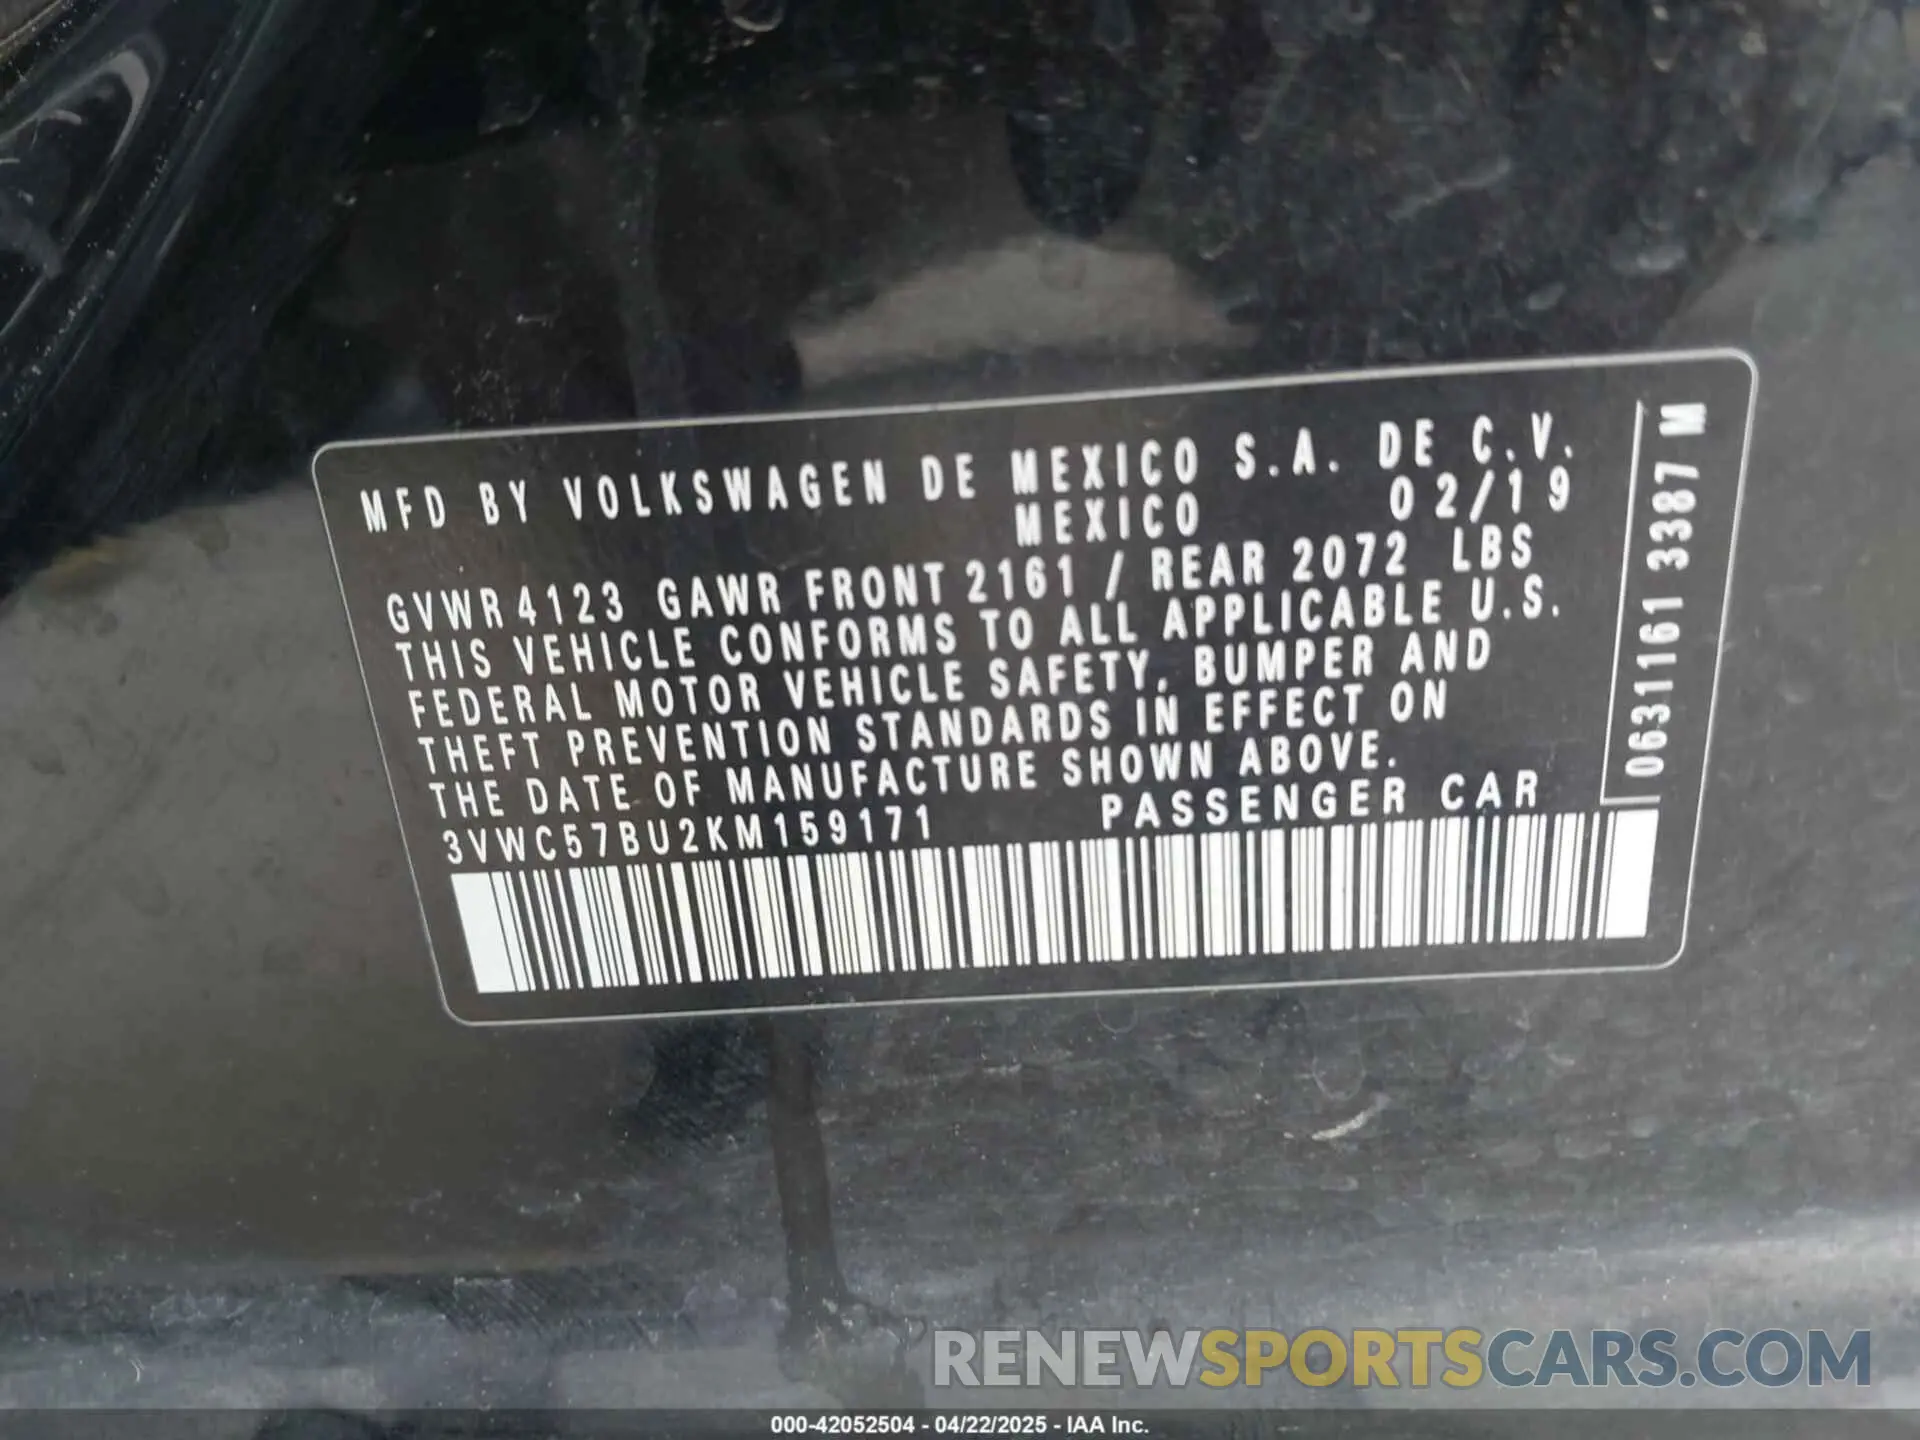 MFD BY VOLKSWAGEN DE MEXICO S.A. DE C.V.
MEXICO 02/19
GVWR 4123 GAWR FRONT 2161 / REAR 2072 LBS
THIS VEHICLE CONFORMS TO ALL APPLICABLE U.S.
FEDERAL MOTOR VEHICLE SAFETY, BUMPER AND
THEFT PREVENTION STANDARDS IN EFFECT ON
THE DATE OF MANUFACTURE SHOWN ABOVE.
3VWC57BU2KM159171 PASSENGER CAR
0631161 3387 M
RENEWSPORTSCARS.COM
000-42052504 - 04/22/2025 - IAA Inc.